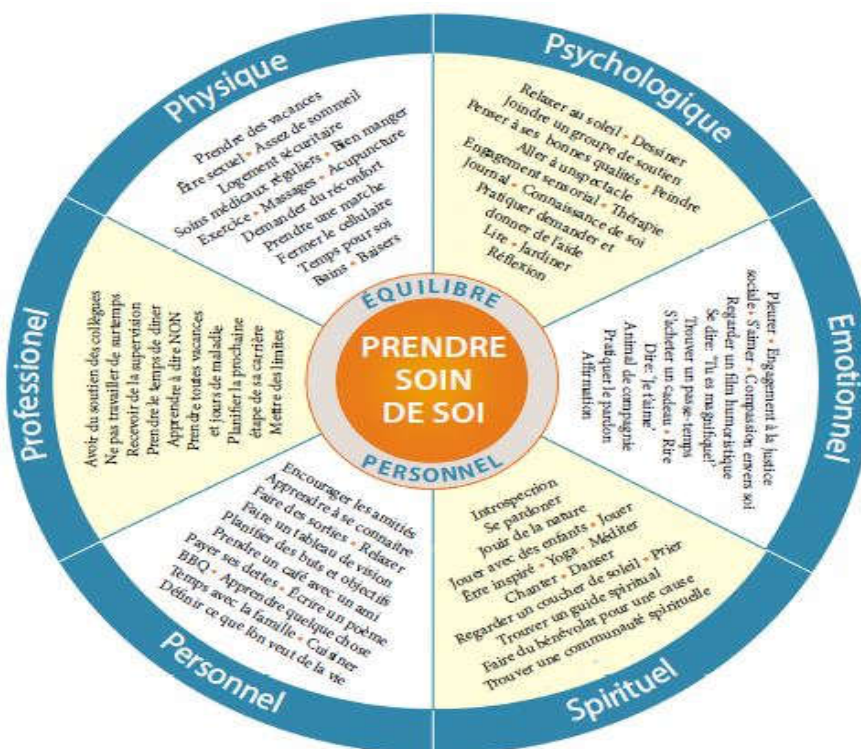 ÉQUILIBRE
PRENDRE
SOIN
DE SOI
PERSONNEL
Psychologique
Relaxer au soleil • Dessiner
Joindre un groupe de soutien
Penser à ses bonnes qualités • Peindre
Aller à unspectacle
Engagement sensorial • Thérapie
Journal • Connaissance de soi
Pratiquer demander et
donner de l'aide
Lire • Jardiner
Réflexion
Emotionnel
Pleurer • Engagement à la justice
sociale • S'aimer • Compassion envers soi
Regarder un film humoristique
Se dire: "Tu es magnifique!"
Trouver un passe-temps
S'acheter un cadeau • Rire
Dire: 'Je t'aime'
Animal de compagnie
Pratiquer le pardon
Affirmation
Spirituel
Introspection
Se pardoner
Jouir de la nature
Jouer avec des enfants • Jouer
Être inspiré • Yoga • Méditer
Chanter • Danser
Regarder un coucher de soleil • Prier
Trouver un guide spiritual
Faire du bénévolat pour une cause
Trouver une communauté spirituelle
Personnel
Encourager les amitiés
Apprendre à se connaître
Faire des sorties • Relaxer
Faire un tableau de vision
Planifier des buts et objectifs
Prendre un café avec un ami
Payer ses dettes • Écrire un poème
BBQ • Apprendre quelque chose
Temps avec la famille • Cuisiner
Définir ce que l'on veut de la vie
Professionel
Avoir du soutien des collègues
Ne pas travailler de surtemps
Recevoir de la supervision
Prendre le temps de dîner
Apprendre à dire NON
Prendre toutes vacances
et jours de maladie
Planifier la prochaine
étape de sa carrière
Mettre des limites
Physique
Prendre des vacances
Être sexuel • Assez de sommeil
Logement sécuritaire
Soins médicaux réguliers • Bien manger
Exercice • Massages • Acupuncture
Demander du réconfort
Prendre une marche
Fermer le cellulaire
Temps pour soi
Bains • Baisers